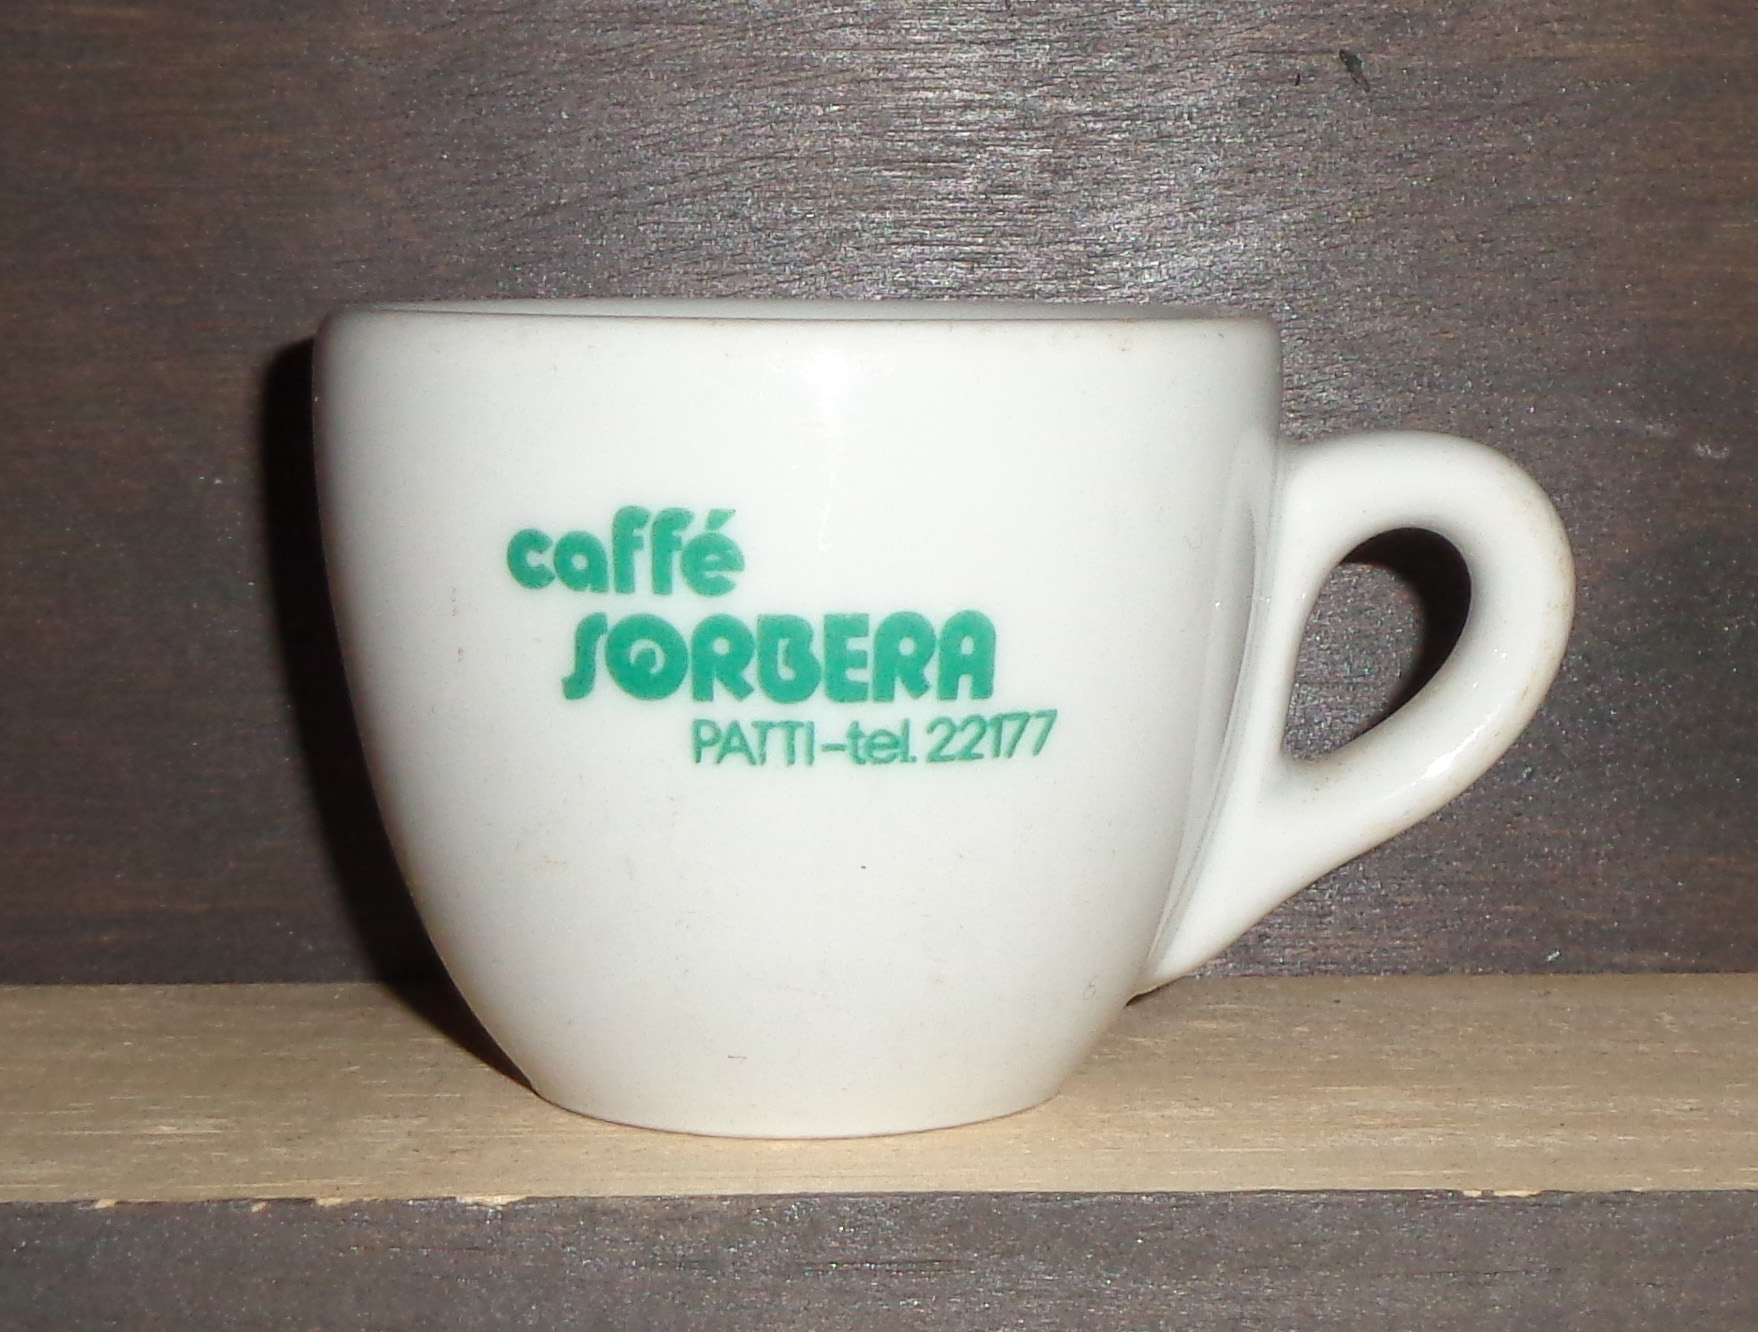 caffé
SORBERA
PATTI-tel. 22177